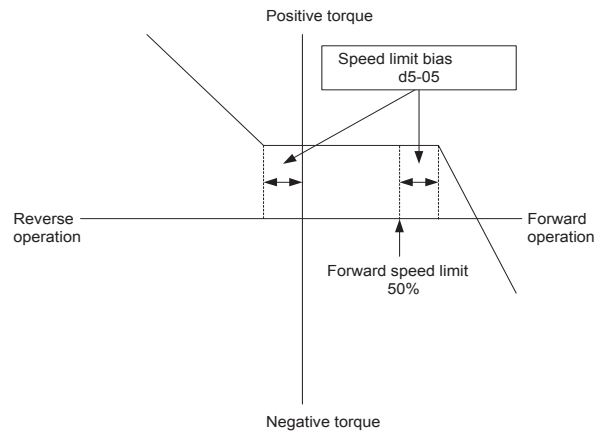 Positive torque
Speed limit bias
d5-05
Reverse
operation
Forward
operation
Forward speed limit
50%
Negative torque